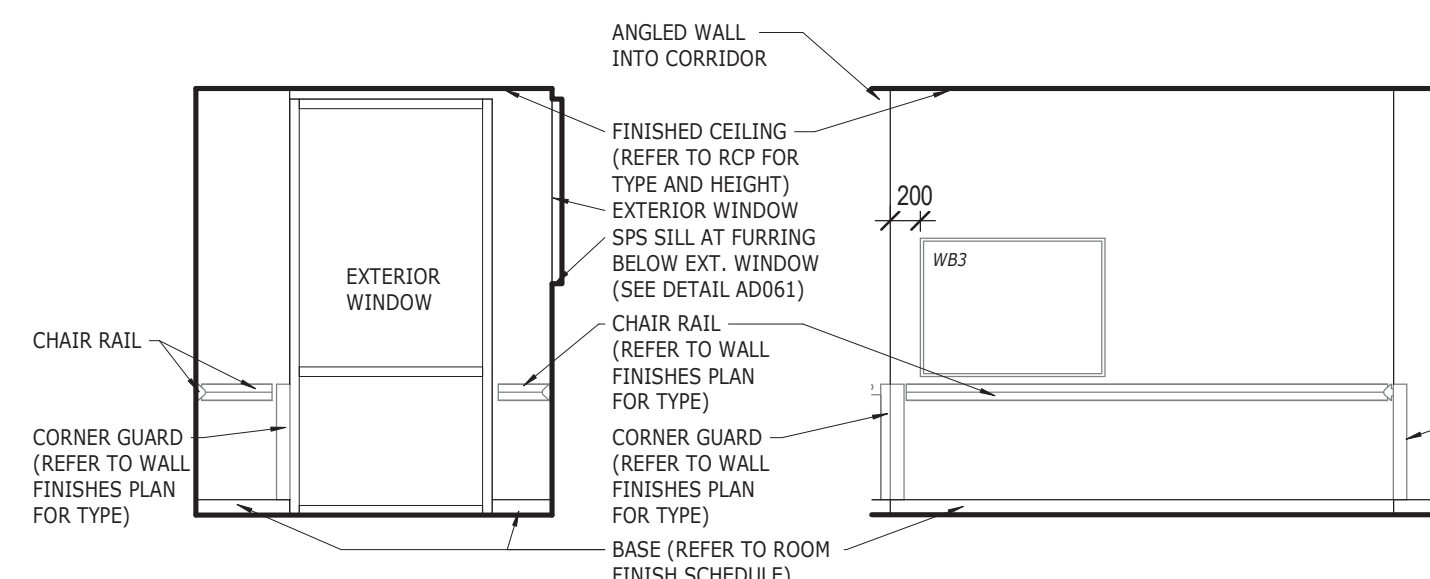 ANGLED WALL
INTO CORRIDOR
FINISHED CEILING
(REFER TO RCP FOR
TYPE AND HEIGHT)
EXTERIOR WINDOW
SPS SILL AT FURRING
BELOW EXT. WINDOW
(SEE DETAIL AD061)
200
WB3
EXTERIOR
WINDOW
CHAIR RAIL
CHAIR RAIL
(REFER TO WALL
FINISHES PLAN
FOR TYPE)
CORNER GUARD
(REFER TO WALL
FINISHES PLAN
FOR TYPE)
CORNER GUARD
(REFER TO WALL
FINISHES PLAN
FOR TYPE)
BASE (REFER TO ROOM
FINISH SCHEDULE)